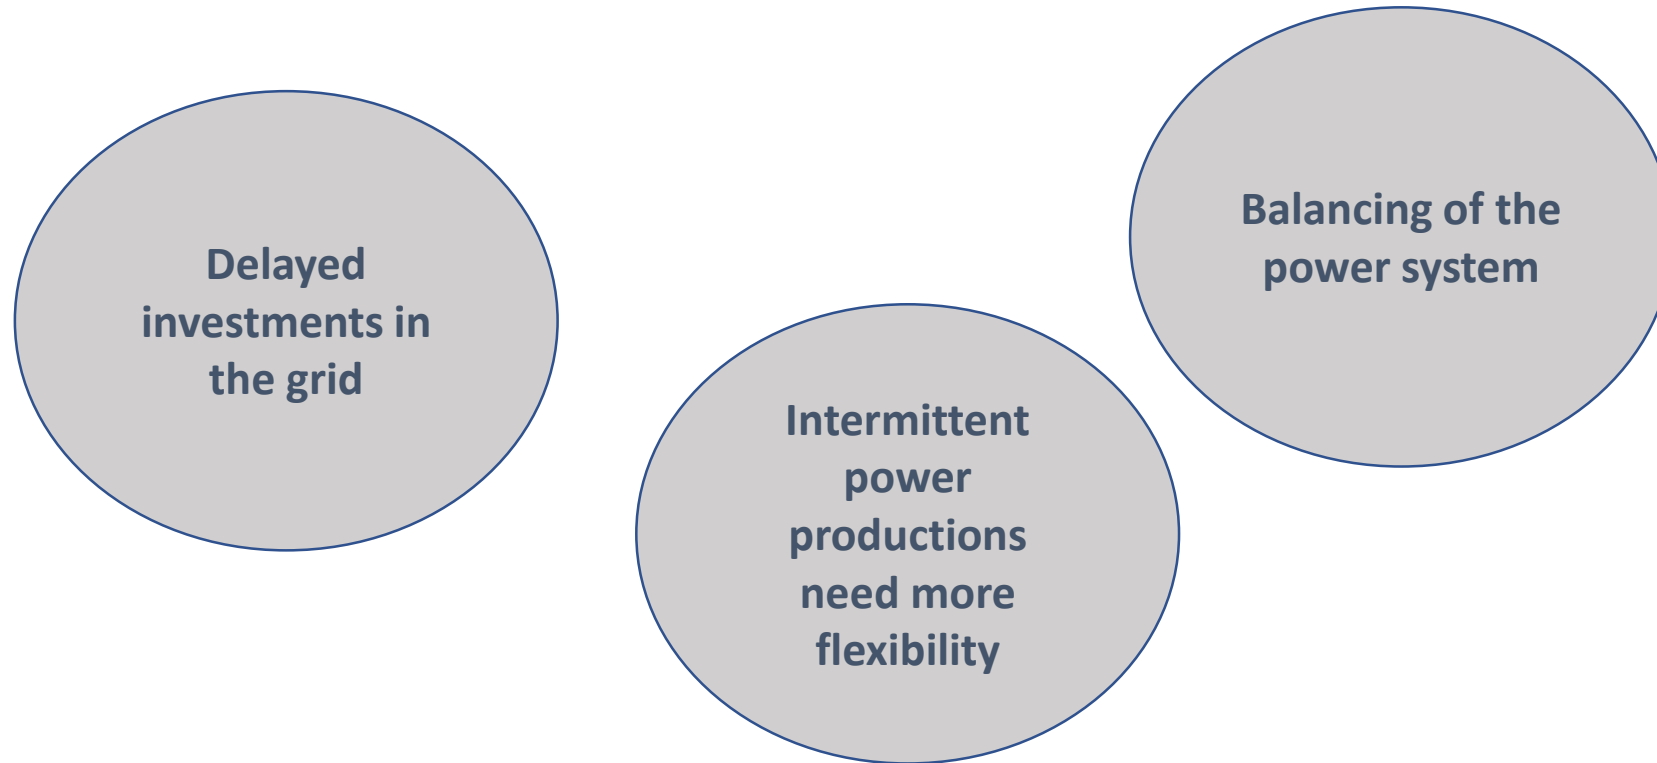 Delayed
investments in
the grid
Intermittent
power
productions
need more
flexibility
Balancing of the
power system